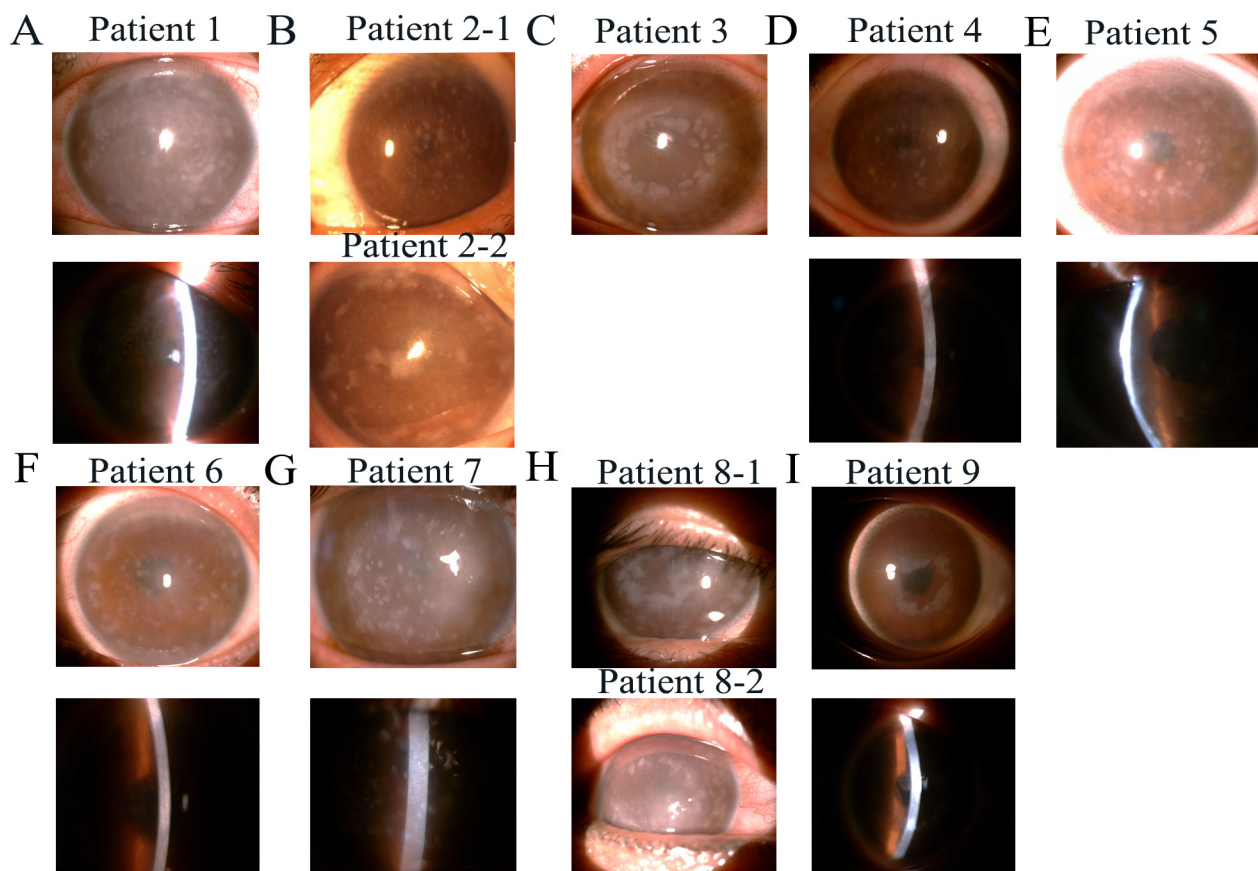 A Patient 1 B Patient 2-1 C Patient 3 D Patient 4 E Patient 5
Patient 2-2
F Patient 6 G Patient 7 H Patient 8-1 I Patient 9
Patient 8-2